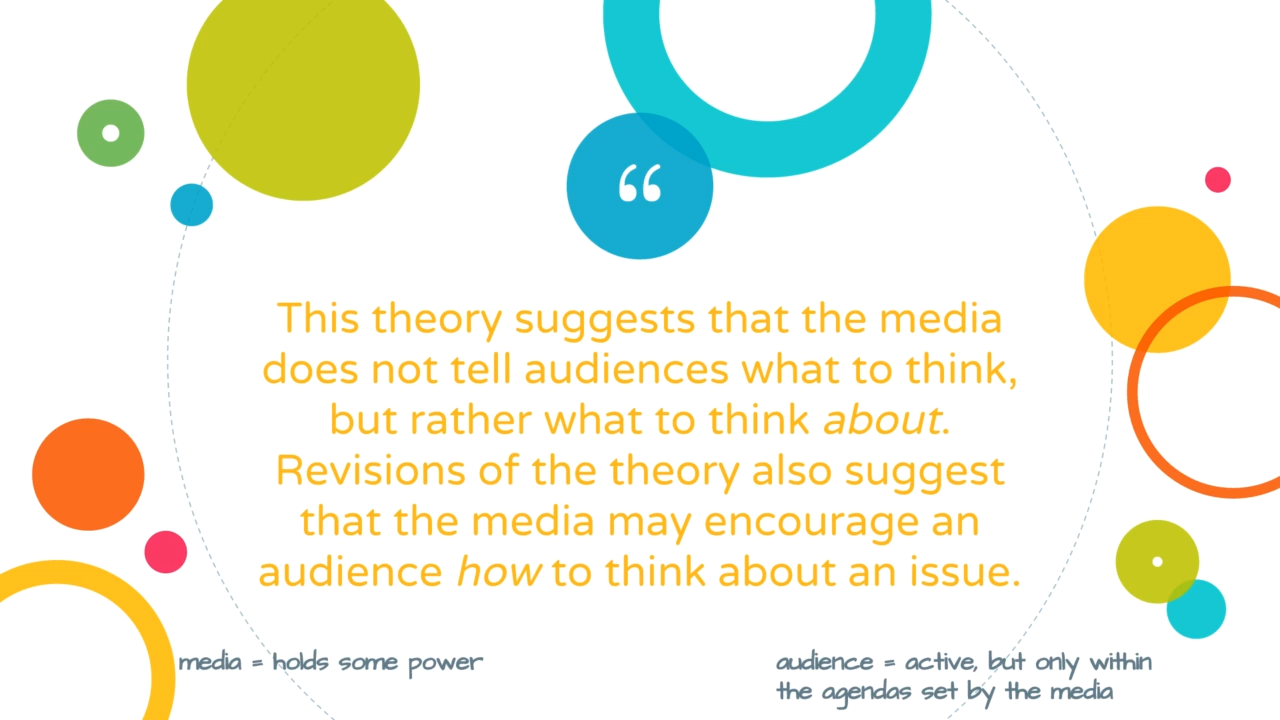 “
This theory suggests that the media
does not tell audiences what to think,
but rather what to think about.
Revisions of the theory also suggest
that the media may encourage an
audience how to think about an issue.
media = holds some power
audience = active, but only within
the agendas set by the media